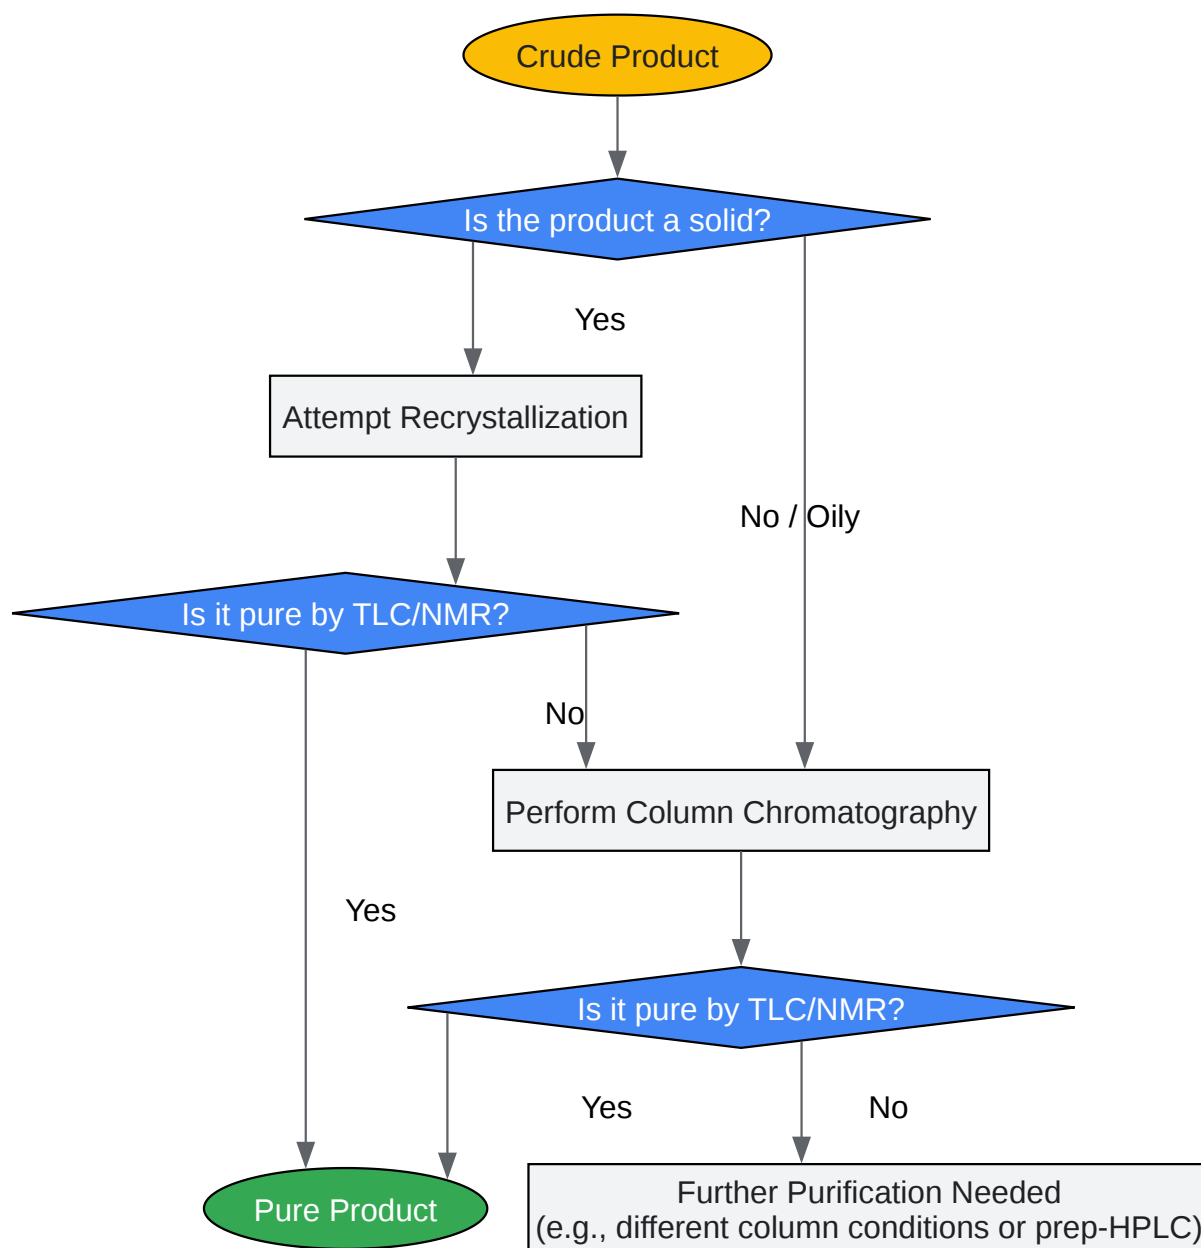 Crude Product
Is the product a solid?
Yes
Attempt Recrystallization
No / Oily
Is it pure by TLC/NMR?
No
Perform Column Chromatography
Yes
Is it pure by TLC/NMR?
Yes
No
Pure Product
Further Purification Needed
(e.g., different column conditions or prep-HPLC)